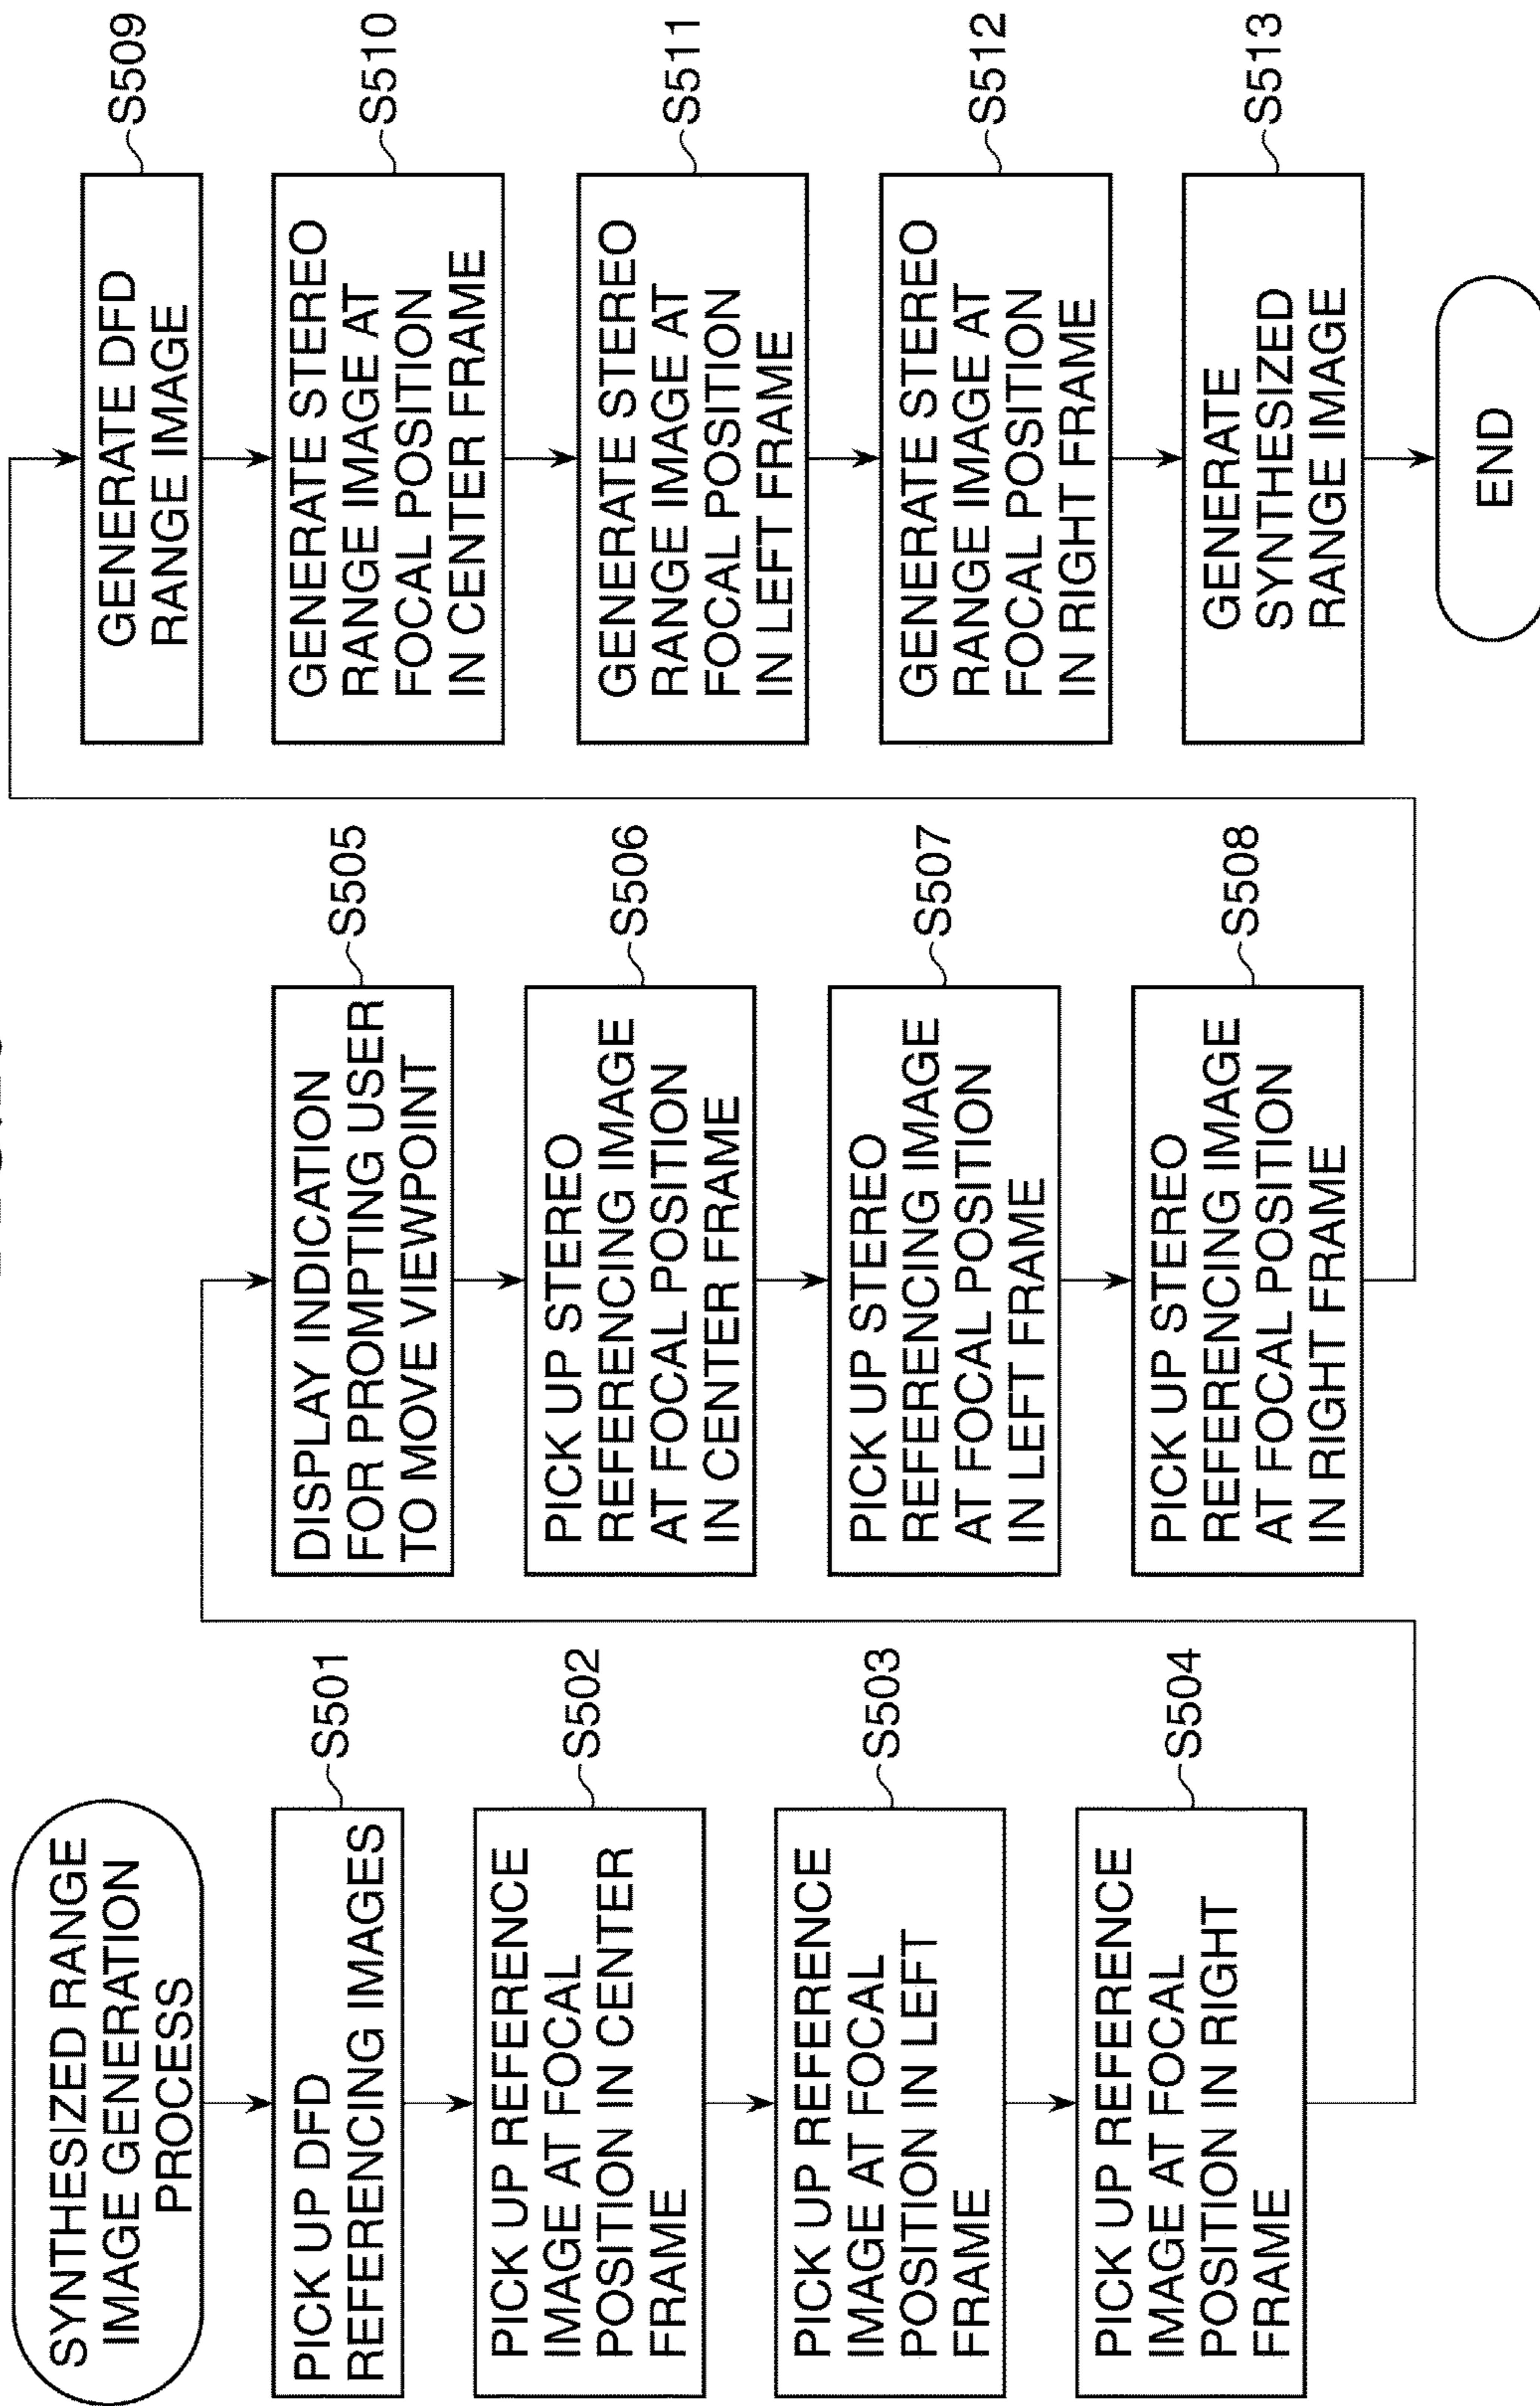 SYNTHESIZED RANGE
IMAGE GENERATION
PROCESS
PICK UP DFD
REFERENCING IMAGES
S501
PICK UP REFERENCE
IMAGE AT FOCAL
POSITION IN CENTER
FRAME
S502
PICK UP REFERENCE
IMAGE AT FOCAL
POSITION IN LEFT
FRAME
S503
PICK UP REFERENCE
IMAGE AT FOCAL
POSITION IN RIGHT
FRAME
S504
DISPLAY INDICATION
FOR PROMPTING USER
TO MOVE VIEWPOINT
S505
PICK UP STEREO
REFERENCING IMAGE
AT FOCAL POSITION
IN CENTER FRAME
S506
PICK UP STEREO
REFERENCING IMAGE
AT FOCAL POSITION
IN LEFT FRAME
S507
PICK UP STEREO
REFERENCING IMAGE
AT FOCAL POSITION
IN RIGHT FRAME
S508
GENERATE DFD
RANGE IMAGE
S509
GENERATE STEREO
RANGE IMAGE AT
FOCAL POSITION
IN CENTER FRAME
S510
GENERATE STEREO
RANGE IMAGE AT
FOCAL POSITION
IN LEFT FRAME
S511
GENERATE STEREO
RANGE IMAGE AT
FOCAL POSITION
IN RIGHT FRAME
S512
GENERATE
SYNTHESIZED
RANGE IMAGE
S513
END